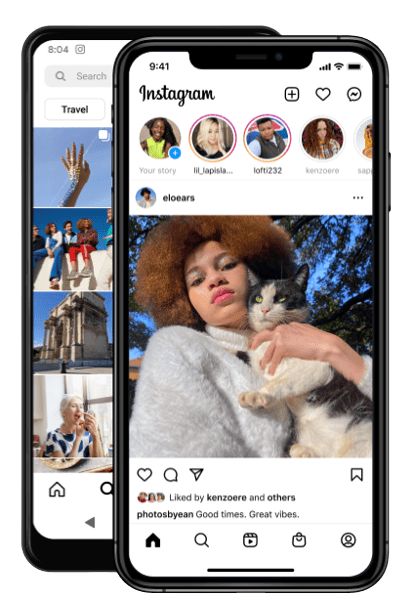 8:04
Search
Travel
9:41
Instagram
Your story
lil_lapisla...
lofti232
kenzoere
sapp
eloears
Liked by kenzoere and others
photosbyean Good times. Great vibes.